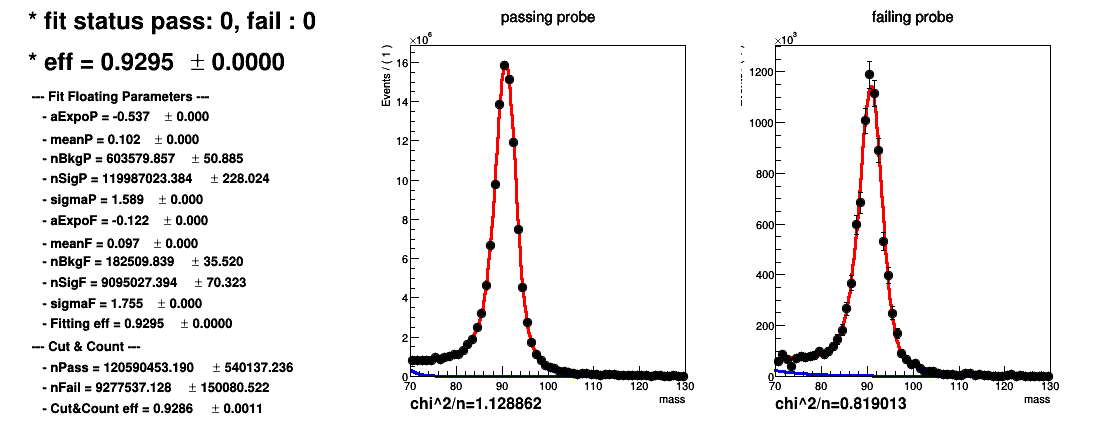 * fit status pass: 0, fail : 0
* eff = 0.9295 ± 0.0000
--- Fit Floating Parameters ---
- aExpoP = -0.537 ± 0.000
- meanP = 0.102 ± 0.000
- nBkgP = 603579.857 ± 50.885
- nSigP = 119987023.384 ± 228.024
- sigmaP = 1.589 ± 0.000
- aExpoF = -0.122 ± 0.000
- meanF = 0.097 ± 0.000
- nBkgF = 182509.839 ± 35.520
- nSigF = 9095027.394 ± 70.323
- sigmaF = 1.755 ± 0.000
- Fitting eff = 0.9295 ± 0.0000
--- Cut & Count ---
- nPass = 120590453.190 ± 540137.236
- nFail = 9277537.128 ± 150080.522
- Cut&Count eff = 0.9286 ± 0.0011
passing probe
×10⁶
Events / ( 1 )
16
14
12
10
8
6
4
2
0
70 80 90 100 110 120 130
mass
chi^2/n=1.128862
failing probe
×10³
1200
1000
800
600
400
200
0
70 80 90 100 110 120 130
mass
chi^2/n=0.819013